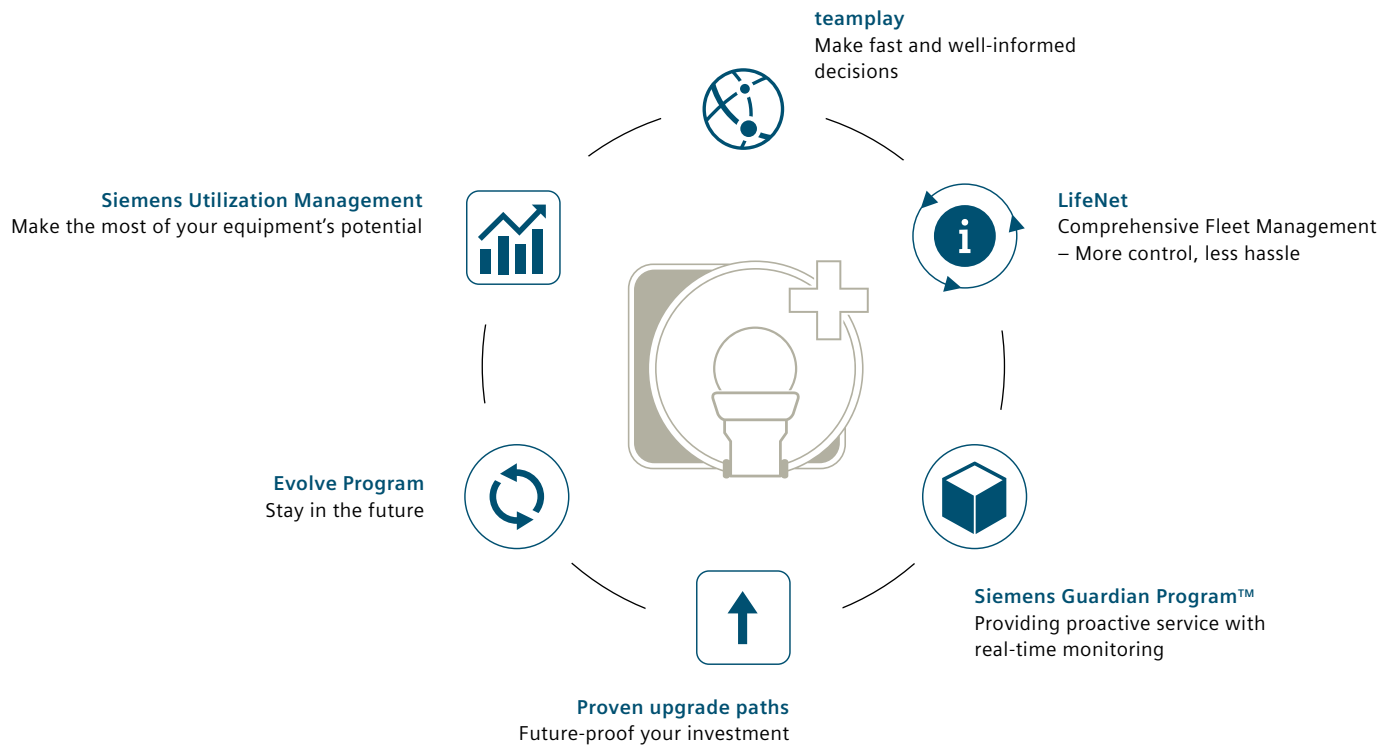 teamplay
Make fast and well-informed
decisions
Siemens Utilization Management
Make the most of your equipment’s potential
LifeNet
Comprehensive Fleet Management
– More control, less hassle
i
Evolve Program
Stay in the future
Siemens Guardian Program™
Providing proactive service with
real-time monitoring
Proven upgrade paths
Future-proof your investment